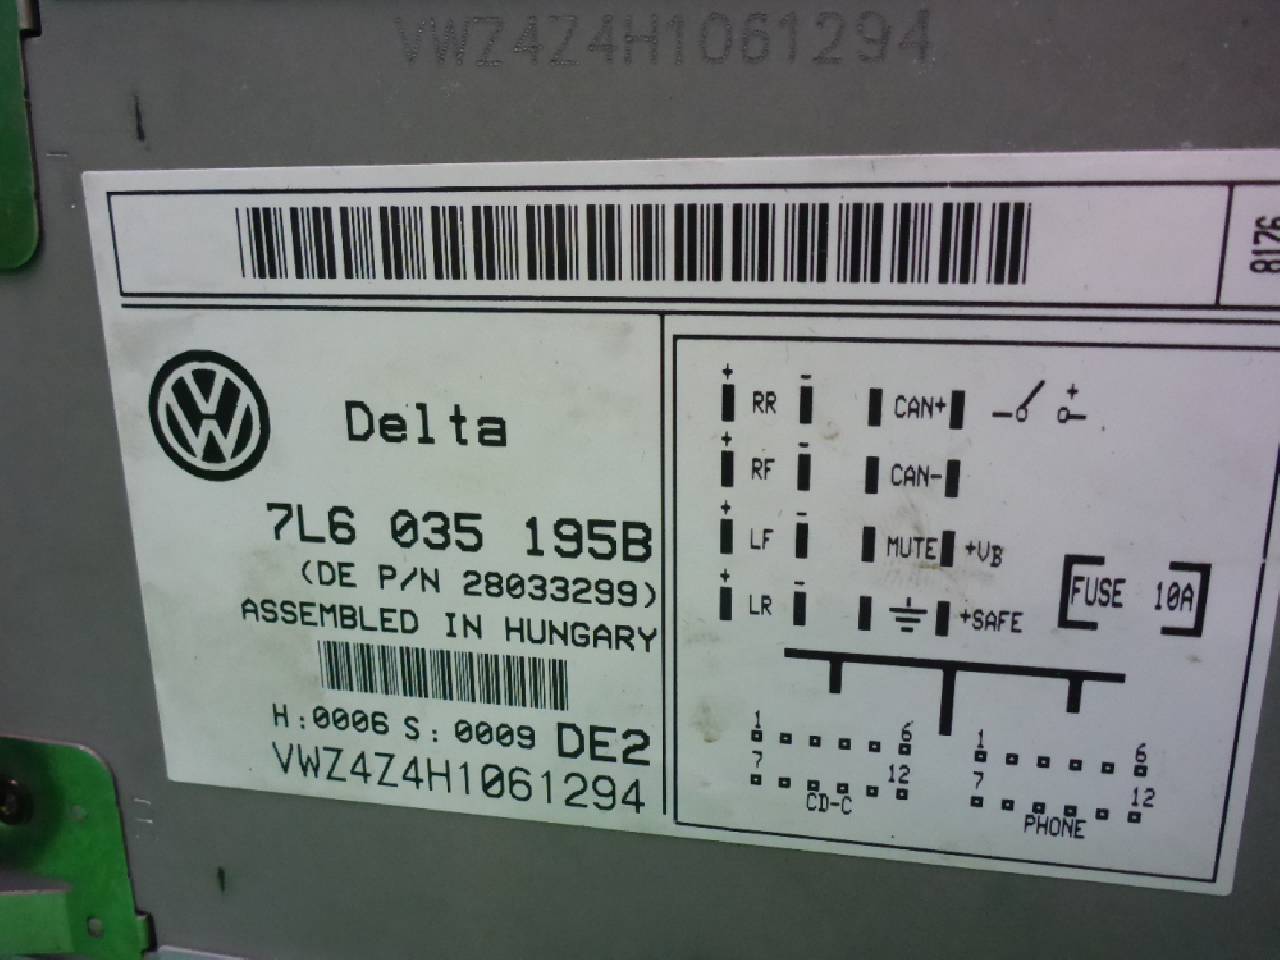 VWZ4Z4H1061294
8176
VW
Delta
7L6 035 195B
(DE P/N 28033299)
ASSEMBLED IN HUNGARY
H:0006 S:0009 DE2
VWZ4Z4H1061294
+ RR - CAN+ +
+ RF - CAN-
+ LF - MUTE +VB
+ LR - +SAFE
FUSE 10A
1 6
7 12
CD-C
1 6
7 12
PHONE